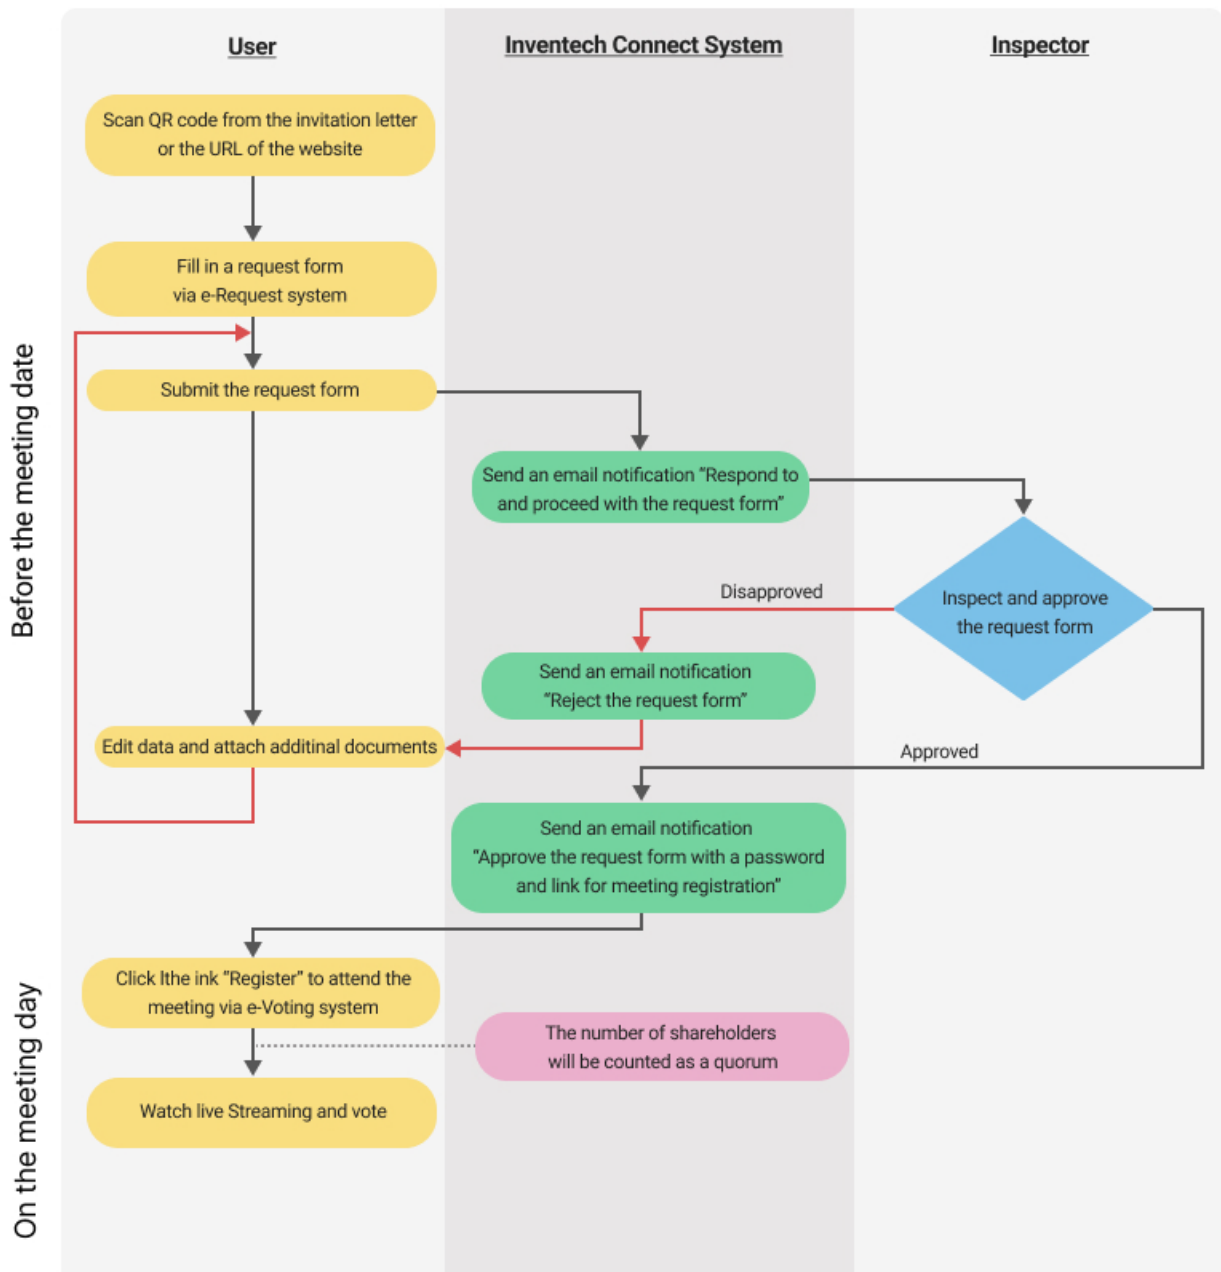 User
Inventech Connect System
Inspector
Before the meeting date
Scan QR code from the invitation letter
or the URL of the website
Fill in a request form
via e-Request system
Submit the request form
Send an email notification “Respond to
and proceed with the request form”
Inspect and approve
the request form
Disapproved
Send an email notification
“Reject the request form”
Edit data and attach additinal documents
Approved
Send an email notification
“Approve the request form with a password
and link for meeting registration”
On the meeting day
Click lthe ink “Register” to attend the
meeting via e-Voting system
The number of shareholders
will be counted as a quorum
Watch live Streaming and vote